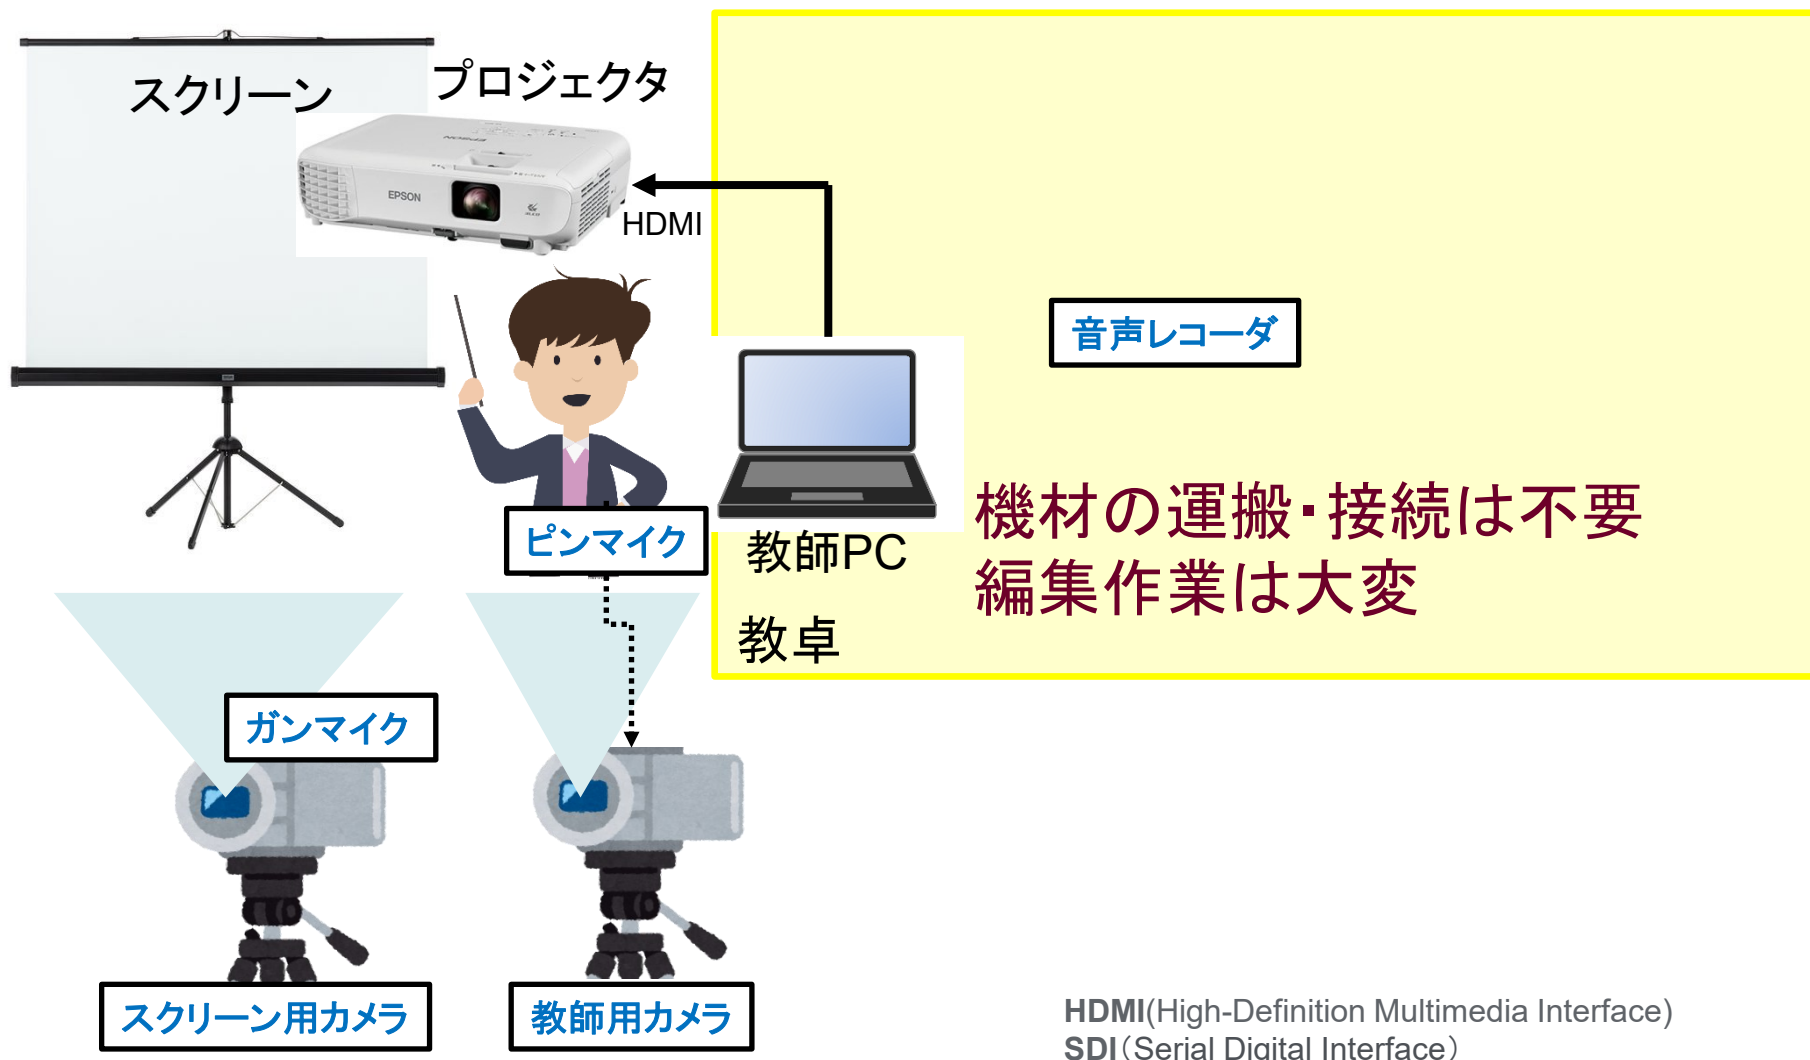 スクリーン
プロジェクタ
EPSON
EPSON
HDMI
音声レコーダ
ピンマイク
教師PC
機材の運搬・接続は不要
編集作業は大変
教卓
ガンマイク
スクリーン用カメラ
教師用カメラ
HDMI(High-Definition Multimedia Interface)
SDI（Serial Digital Interface）